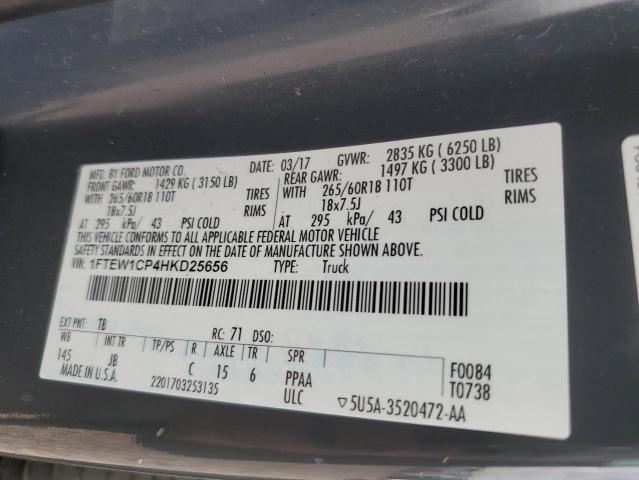 MFD. BY FORD MOTOR CO.
DATE: 03/17 GVWR: 2835 KG ( 6250 LB)
FRONT GAWR: 1429 KG ( 3150 LB)
REAR GAWR: 1497 KG ( 3300 LB)
WITH 265/60R18 110T TIRES
WITH 265/60R18 110T TIRES
18x7.5J RIMS
18x7.5J RIMS
AT 295 kPa/ 43 PSI COLD
AT 295 kPa/ 43 PSI COLD
THIS VEHICLE CONFORMS TO ALL APPLICABLE FEDERAL MOTOR VEHICLE
SAFETY STANDARDS IN EFFECT ON THE DATE OF MANUFACTURE SHOWN ABOVE.
VIN: 1FTEW1CP4HKD25656 TYPE: Truck
EXT PNT: TB RC: 71 DSO:
WB INT TR TP/PS R AXLE TR SPR
145 JB C 15 6 PPAA F0084
MADE IN U.S.A. 2201703253135 ULC T0738
▽5U5A-3520472-AA